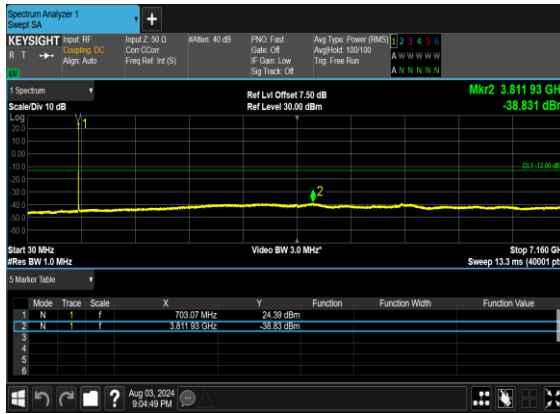 Spectrum Analyzer 1
Swept SA
+
KEYSIGHT
R T
Input: RF
Coupling: DC
Align: Auto
Input Z: 50 Ω
Corr CCorr
Freq Ref: Int (S)
#Atten: 40 dB
PNO: Fast
Gate: Off
IF Gain: Low
Sig Track: Off
Avg Type: Power (RMS)
Avg|Hold: 100/100
Trig: Free Run
1 2 3 4 5 6
A W W W W W
A N N N N N
1 Spectrum
Scale/Div 10 dB
Ref Lvl Offset 7.50 dB
Ref Level 30.00 dBm
Mkr2 3.811 93 GH
-38.831 dB
Log
20.0
10.0
0.00
-10.0
-20.0
-30.0
-40.0
-50.0
-60.0
1
2
DL1 -13.00 dB
Start 30 MHz
#Res BW 1.0 MHz
Video BW 3.0 MHz*
Stop 7.160 GH
Sweep 13.3 ms (40001 pt
5 Marker Table
Mode Trace Scale X Y Function Function Width Function Value
1 N 1 f 703.07 MHz 24.39 dBm
2 N 1 f 3.811 93 GHz -38.83 dBm
3
4
5
6
?
Aug 03, 2024
9:04:49 PM